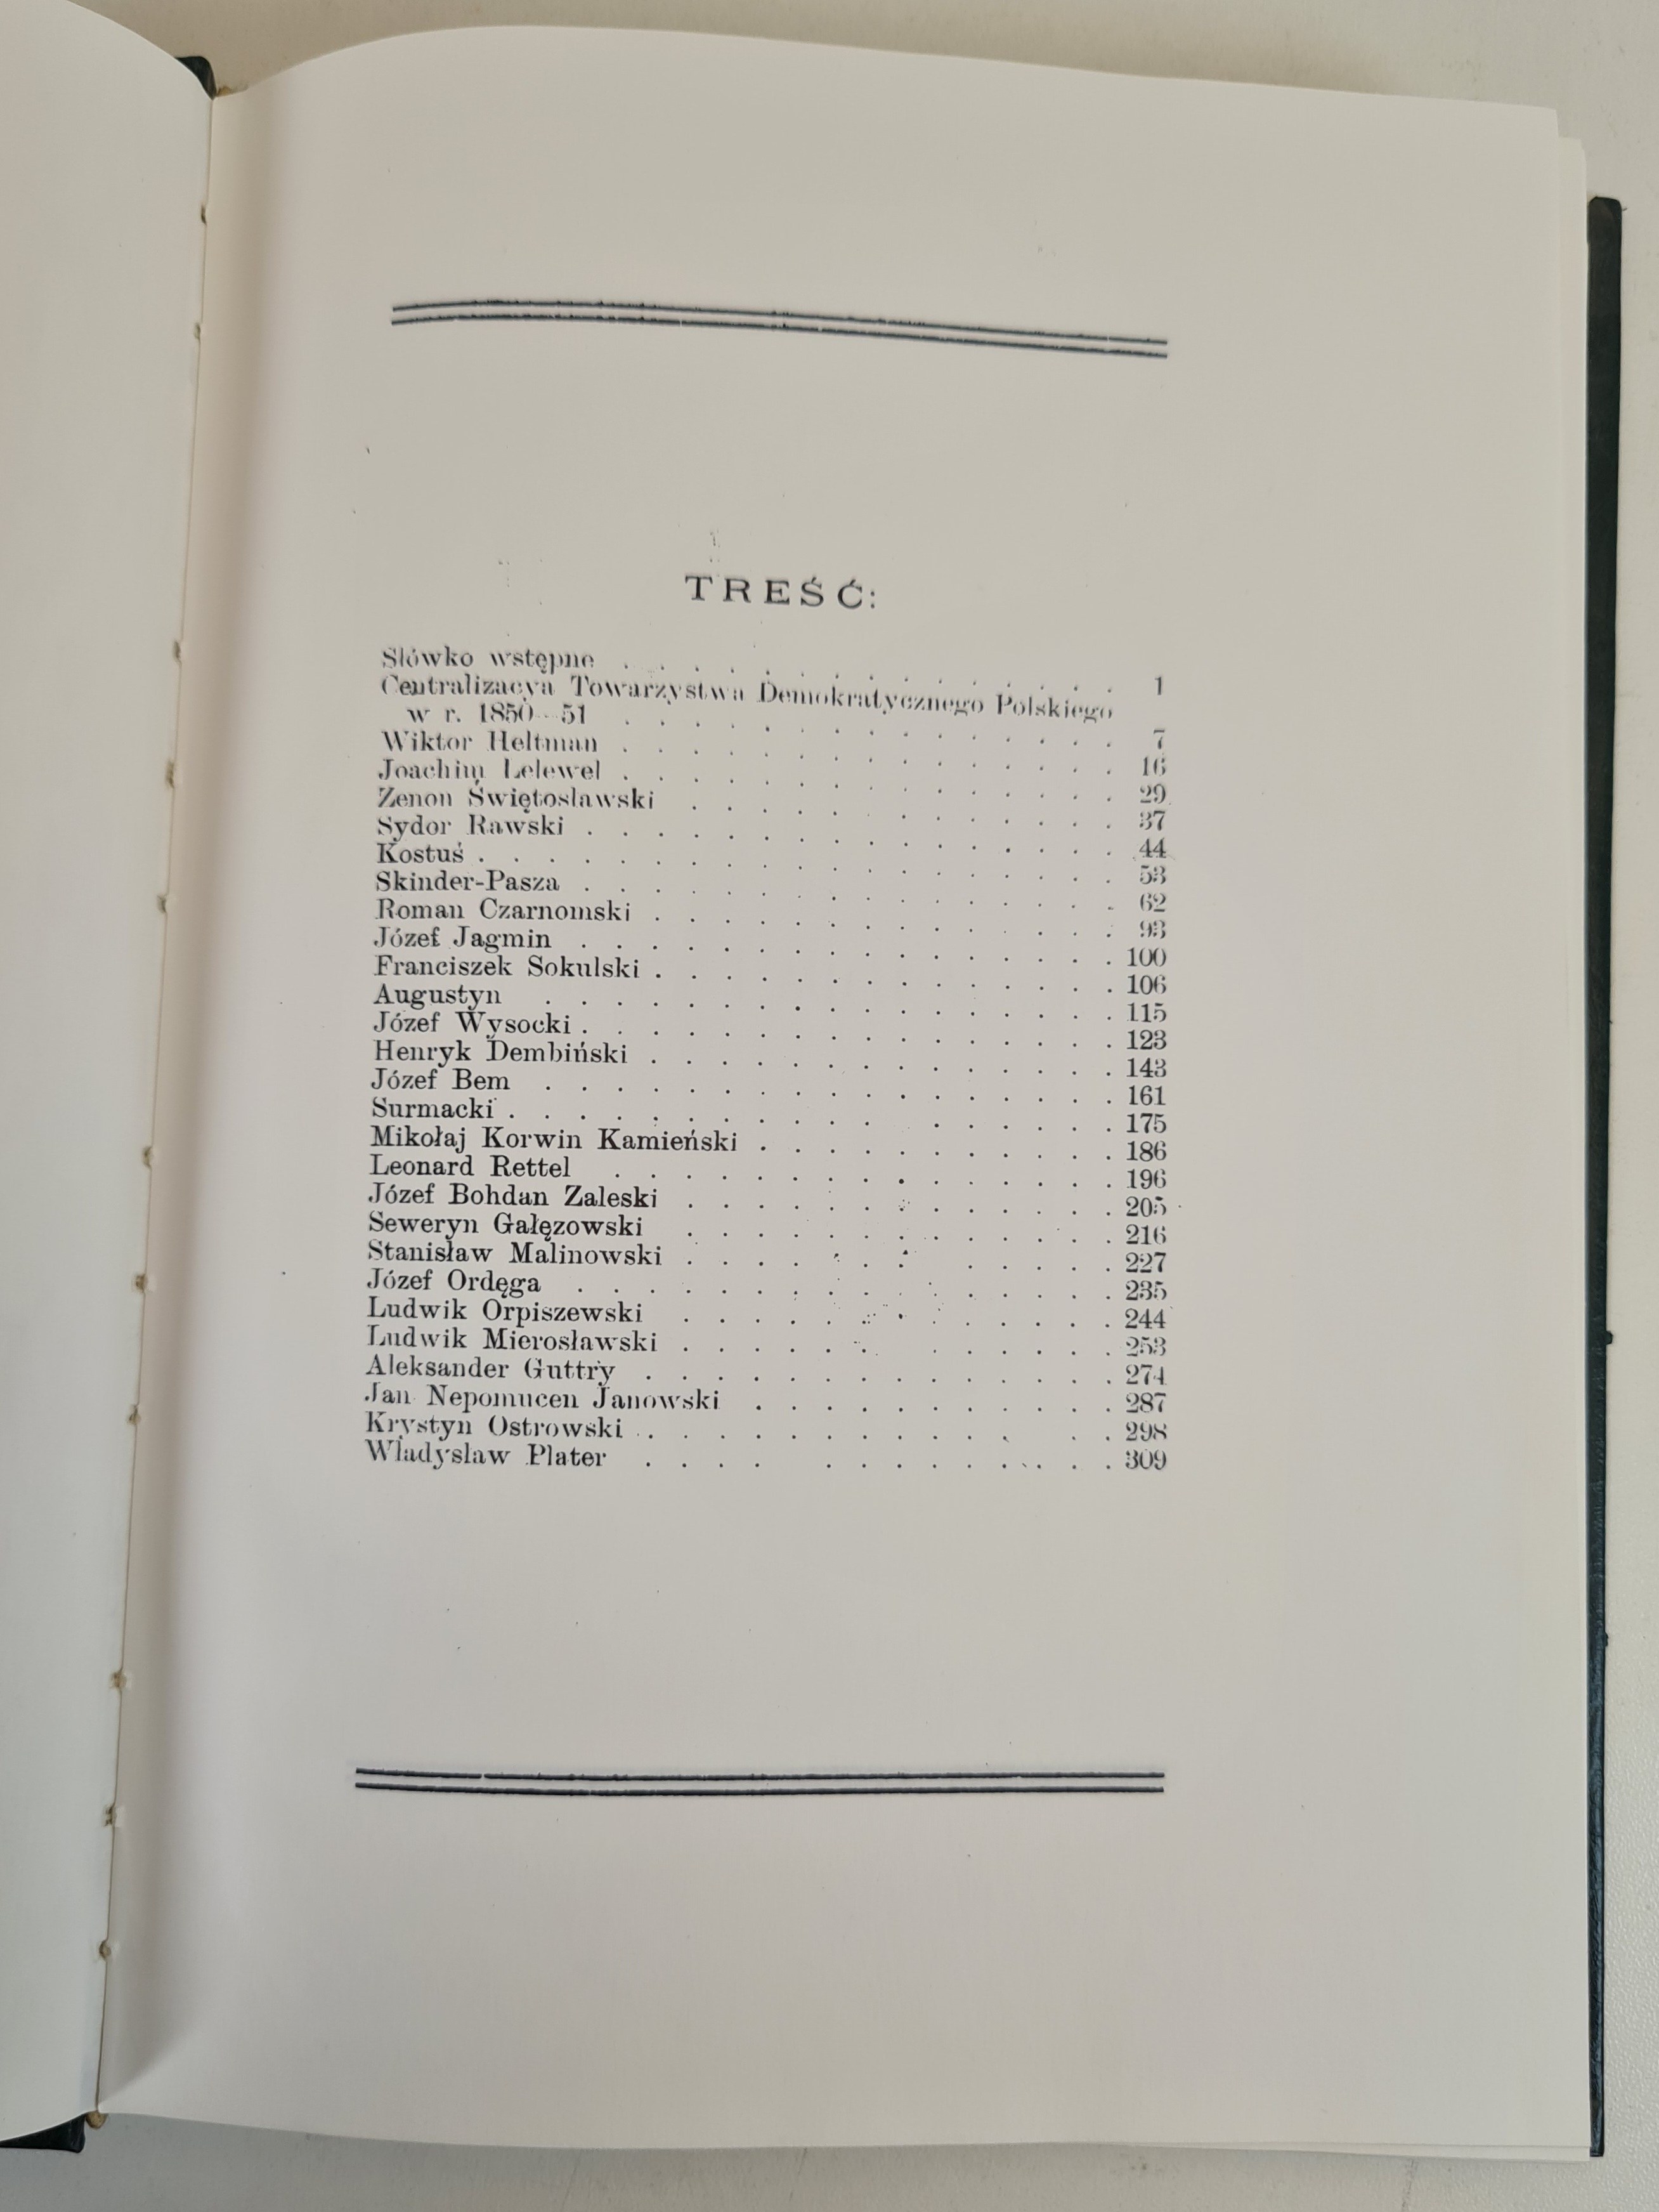 TREŚĆ:
Słówko wstępne . . . . . . . . . . . . . . 1
Centralizacya Towarzystwa Demokratycznego Polskiego
w r. 1850—51 . . . . . . . . . . . . . . 7
Wiktor Heltman . . . . . . . . . . . . . . 16
Joachim Lelewel . . . . . . . . . . . . . . 29
Zenon Świętosławski . . . . . . . . . . . . 37
Sydor Rawski . . . . . . . . . . . . . . . 44
Kostuś . . . . . . . . . . . . . . . . . . 53
Skinder-Pasza . . . . . . . . . . . . . . . 62
Roman Czarnomski . . . . . . . . . . . . . 93
Józef Jagmin . . . . . . . . . . . . . . . 100
Franciszek Sokulski . . . . . . . . . . . . 106
Augustyn . . . . . . . . . . . . . . . . . 115
Józef Wysocki . . . . . . . . . . . . . . . 123
Henryk Dembiński . . . . . . . . . . . . . 143
Józef Bem . . . . . . . . . . . . . . . . . 161
Surmacki . . . . . . . . . . . . . . . . . 175
Mikołaj Korwin Kamieński . . . . . . . . . . 186
Leonard Rettel . . . . . . . . . . . . . . 196
Józef Bohdan Zaleski . . . . . . . . . . . . 205
Seweryn Gałęzowski . . . . . . . . . . . . 216
Stanisław Malinowski . . . . . . . . . . . . 227
Józef Ordęga . . . . . . . . . . . . . . . 235
Ludwik Orpiszewski . . . . . . . . . . . . 244
Ludwik Mierosławski . . . . . . . . . . . . 253
Aleksander Guttry . . . . . . . . . . . . . 274
Jan Nepomucen Janowski . . . . . . . . . . 287
Krystyn Ostrowski . . . . . . . . . . . . . 298
Władysław Plater . . . . . . . . . . . . . 309